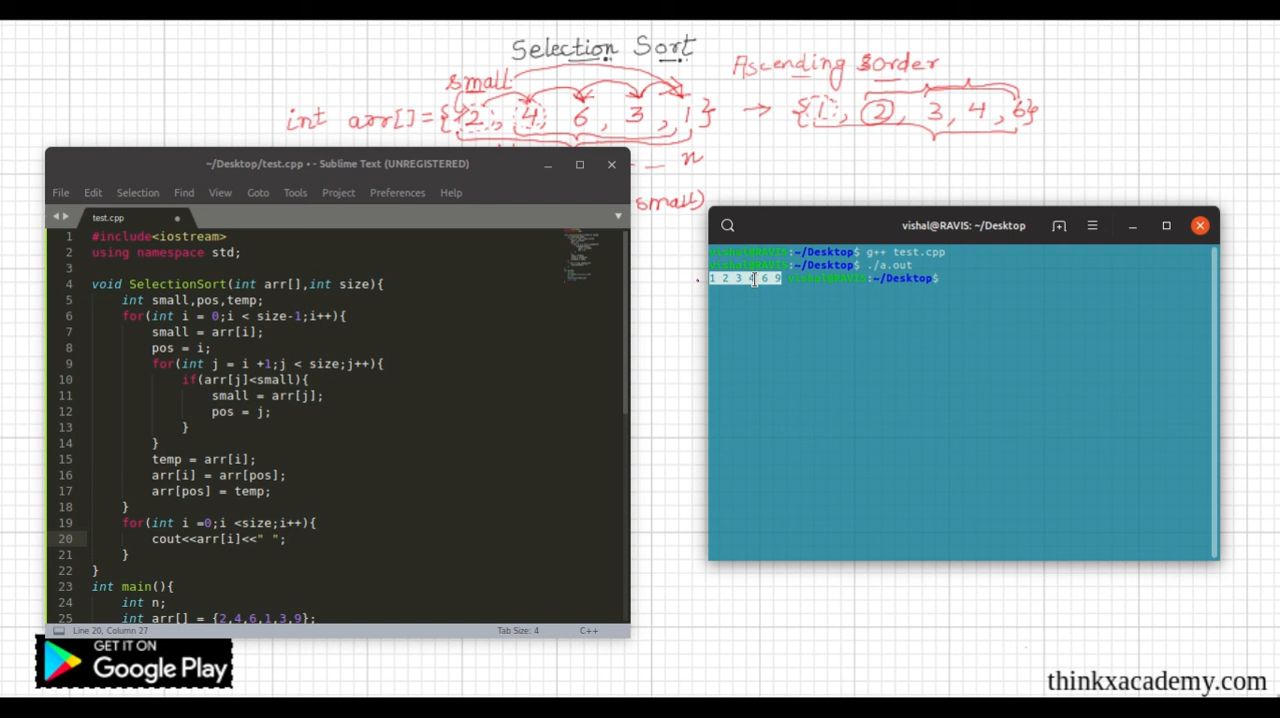 Selection Sort
small
Ascending order
int arr[]={2, 4, 6, 3, 1} → {1, 2, 3, 4, 6}
n
small)
~/Desktop/test.cpp • - Sublime Text (UNREGISTERED)
File Edit Selection Find View Goto Tools Project Preferences Help
test.cpp
1 #include<iostream>
2 using namespace std;
3
4 void SelectionSort(int arr[],int size){
5 int small,pos,temp;
6 for(int i = 0;i < size-1;i++){
7 small = arr[i];
8 pos = i;
9 for(int j = i +1;j < size;j++){
10 if(arr[j]<small){
11 small = arr[j];
12 pos = j;
13 }
14 }
15 temp = arr[i];
16 arr[i] = arr[pos];
17 arr[pos] = temp;
18 }
19 for(int i =0;i <size;i++){
20 cout<<arr[i]<<" ";
21 }
22 }
23 int main(){
24 int n;
25 int arr[] = {2,4,6,1,3,9};
Line 20, Column 27 Tab Size: 4 C++
vishal@RAVIS: ~/Desktop
vishal@RAVIS:~/Desktop$ g++ test.cpp
vishal@RAVIS:~/Desktop$ ./a.out
1 2 3 4 6 9 vishal@RAVIS:~/Desktop$
GET IT ON
Google Play
thinkxacademy.com